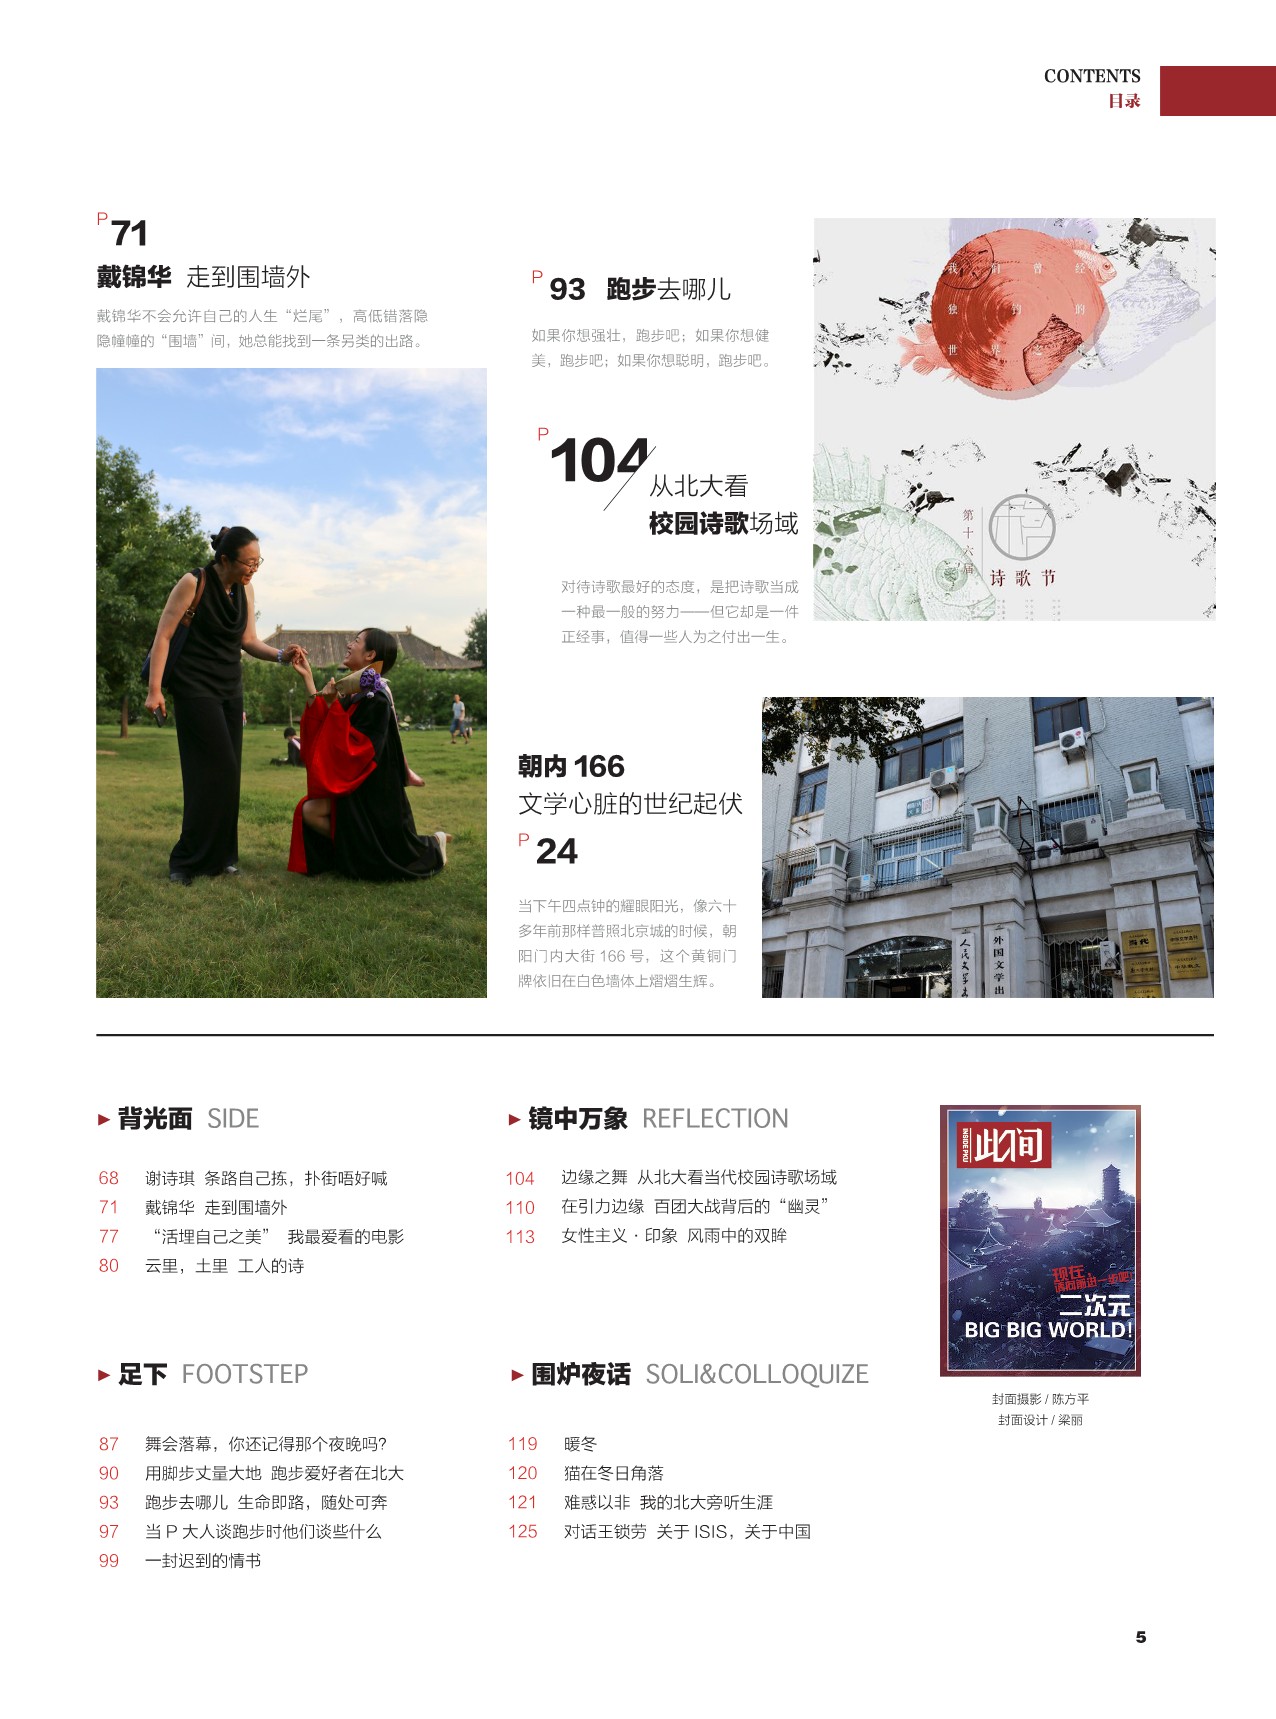 CONTENTS
目录
P 71
戴锦华 走到围墙外
戴锦华不会允许自己的人生“烂尾”，高低错落隐
隐幢幢的“围墙”间，她总能找到一条另类的出路。
P 93 跑步去哪儿
如果你想强壮，跑步吧；如果你想健
美，跑步吧；如果你想聪明，跑步吧。
P 104
从北大看
校园诗歌场域
对待诗歌最好的态度，是把诗歌当成
一种最一般的努力——但它却是一件
正经事，值得一些人为之付出一生。
我们曾经
独钓的
世界
第十六届
诗歌节
朝内 166
文学心脏的世纪起伏
P 24
当下午四点钟的耀眼阳光，像六十
多年前那样普照北京城的时候，朝
阳门内大街 166 号，这个黄铜门
牌依旧在白色墙体上熠熠生辉。
人民文学出
外国文学出
当代
背光面 SIDE
68 谢诗琪 条路自己拣，扑街唔好喊
71 戴锦华 走到围墙外
77 “活埋自己之美” 我最爱看的电影
80 云里，土里 工人的诗
镜中万象 REFLECTION
104 边缘之舞 从北大看当代校园诗歌场域
110 在引力边缘 百团大战背后的“幽灵”
113 女性主义·印象 风雨中的双眸
足下 FOOTSTEP
87 舞会落幕，你还记得那个夜晚吗?
90 用脚步丈量大地 跑步爱好者在北大
93 跑步去哪儿 生命即路，随处可奔
97 当 P 大人谈跑步时他们谈些什么
99 一封迟到的情书
围炉夜话 SOLI&COLLOQUIZE
119 暖冬
120 猫在冬日角落
121 难惑以非 我的北大旁听生涯
125 对话王锁劳 关于 ISIS，关于中国
INSIDE PKU
此间
现在，
请向前进一步吧!
二次元
BIG BIG WORLD!
封面摄影 / 陈方平
封面设计 / 梁丽
5